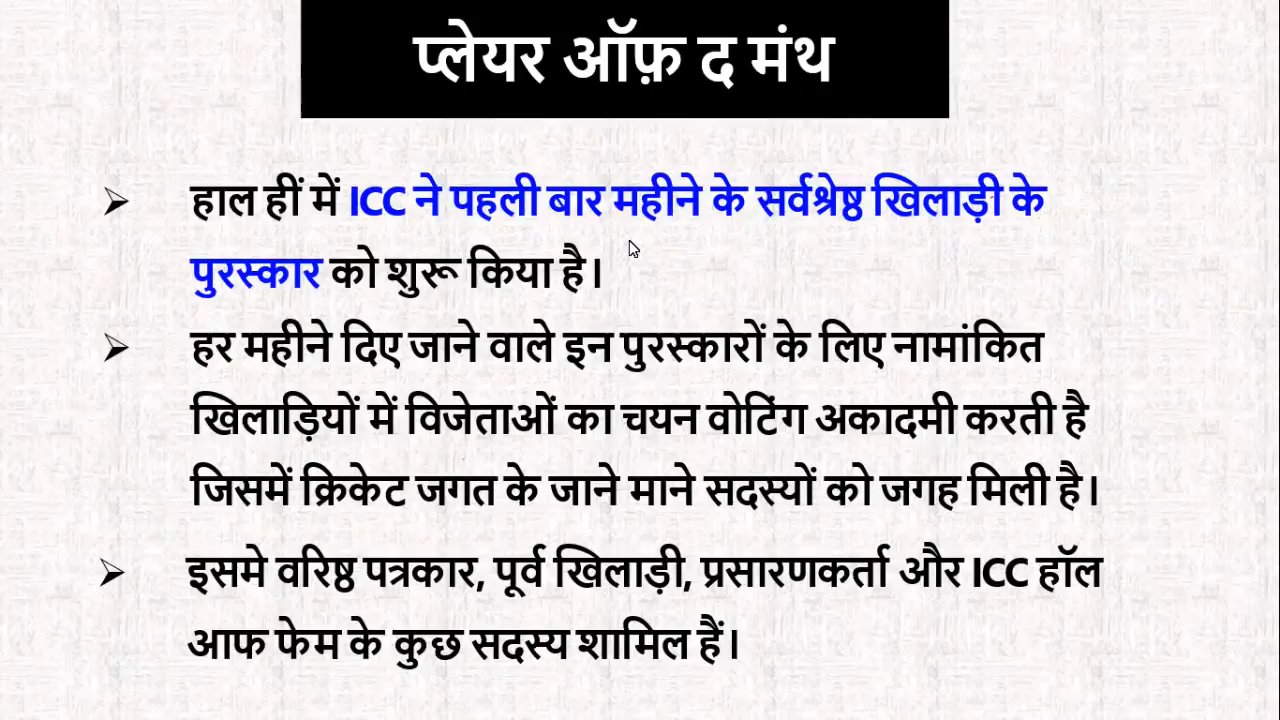 प्लेयर ऑफ़ द मंथ
हाल हीं में ICC ने पहली बार महीने के सर्वश्रेष्ठ खिलाड़ी के
पुरस्कार को शुरू किया है।
हर महीने दिए जाने वाले इन पुरस्कारों के लिए नामांकित
खिलाड़ियों में विजेताओं का चयन वोटिंग अकादमी करती है
जिसमें क्रिकेट जगत के जाने माने सदस्यों को जगह मिली है।
इसमे वरिष्ठ पत्रकार, पूर्व खिलाड़ी, प्रसारणकर्ता और ICC हॉल
आफ फेम के कुछ सदस्य शामिल हैं।